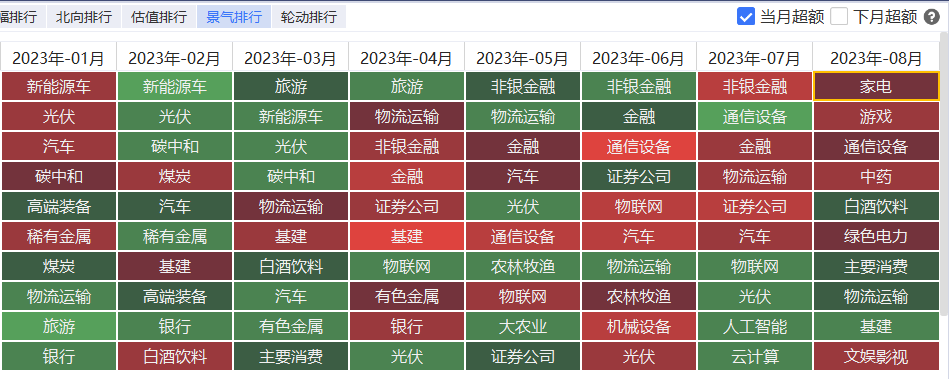 幅排行 北向排行 估值排行 景气排行 轮动排行 当月超额 下月超额 ?
2023年-01月 2023年-02月 2023年-03月 2023年-04月 2023年-05月 2023年-06月 2023年-07月 2023年-08月
新能源车 新能源车 旅游 旅游 非银金融 非银金融 非银金融 家电
光伏 光伏 新能源车 物流运输 物流运输 金融 通信设备 游戏
汽车 碳中和 光伏 非银金融 金融 通信设备 金融 通信设备
碳中和 煤炭 碳中和 金融 汽车 证券公司 物流运输 中药
高端装备 汽车 物流运输 证券公司 光伏 物联网 证券公司 白酒饮料
稀有金属 稀有金属 基建 基建 通信设备 汽车 汽车 绿色电力
煤炭 基建 白酒饮料 物联网 农林牧渔 物流运输 物联网 主要消费
物流运输 高端装备 汽车 有色金属 物联网 农林牧渔 光伏 物流运输
旅游 银行 有色金属 银行 大农业 机械设备 人工智能 基建
银行 白酒饮料 主要消费 光伏 证券公司 光伏 云计算 文娱影视